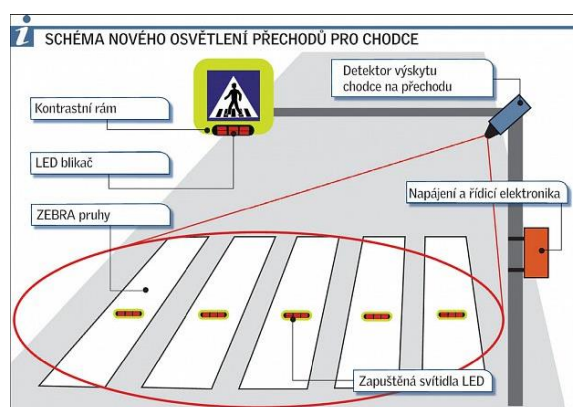 i SCHÉMA NOVÉHO OSVĚTLENÍ PŘECHODŮ PRO CHODCE
Detektor výskytu
chodce na přechodu
Kontrastní rám
LED blikač
ZEBRA pruhy
Napájení a řídicí elektronika
Zapuštěná svítidla LED